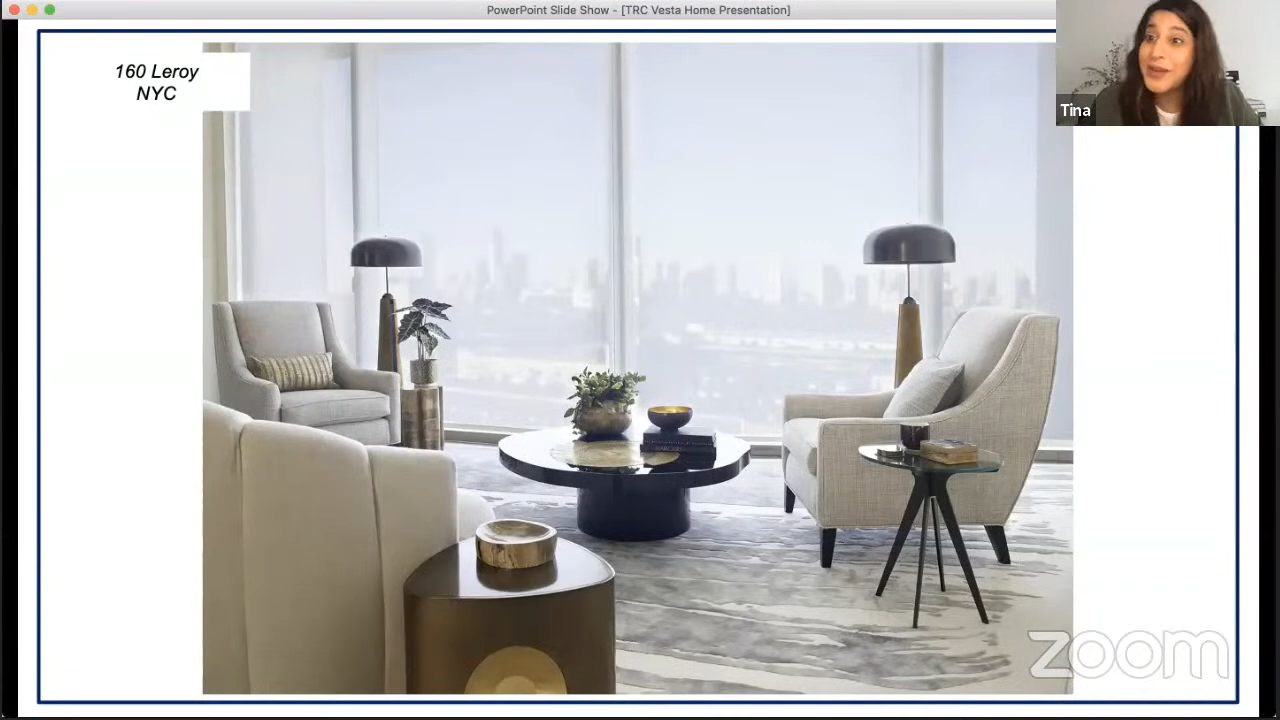 PowerPoint Slide Show - [TRC Vesta Home Presentation]
160 Leroy
NYC
Tina
zoom